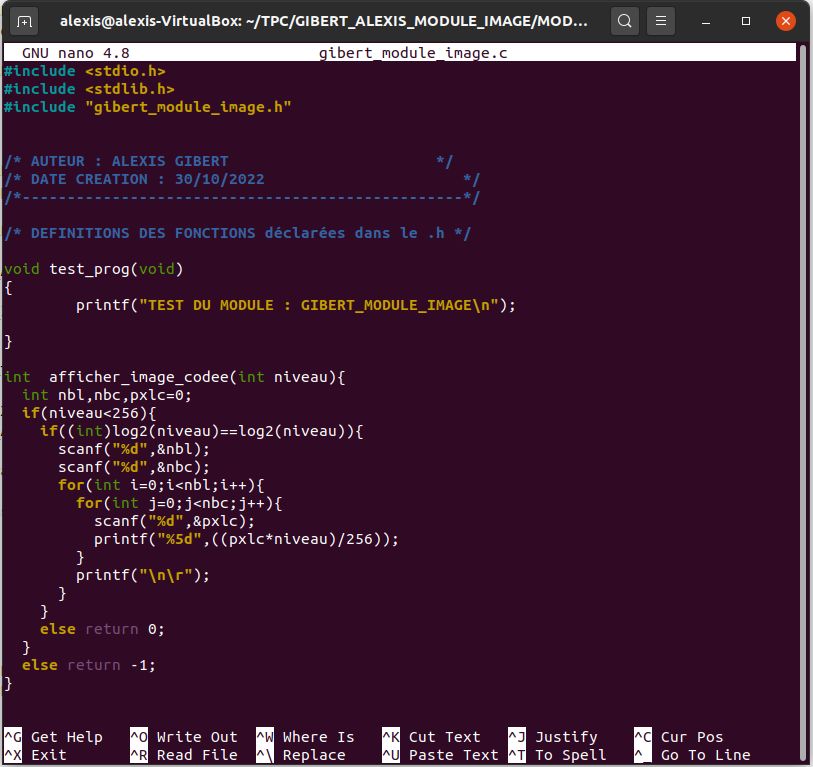 alexis@alexis-VirtualBox: ~/TPC/GIBERT_ALEXIS_MODULE_IMAGE/MOD...
GNU nano 4.8 gibert_module_image.c
#include <stdio.h>
#include <stdlib.h>
#include "gibert_module_image.h"
/* AUTEUR : ALEXIS GIBERT */
/* DATE CREATION : 30/10/2022 */
/*-------------------------------------------------*/
/* DEFINITIONS DES FONCTIONS déclarées dans le .h */
void test_prog(void)
{
        printf("TEST DU MODULE : GIBERT_MODULE_IMAGE\n");
}
int  afficher_image_codee(int niveau){
  int nbl,nbc,pxlc=0;
  if(niveau<256){
    if((int)log2(niveau)==log2(niveau)){
      scanf("%d",&nbl);
      scanf("%d",&nbc);
      for(int i=0;i<nbl;i++){
        for(int j=0;j<nbc;j++){
          scanf("%d",&pxlc);
          printf("%5d",((pxlc*niveau)/256));
        }
        printf("\n\r");
      }
    }
    else return 0;
  }
  else return -1;
}
^G Get Help ^O Write Out ^W Where Is ^K Cut Text ^J Justify ^C Cur Pos
^X Exit ^R Read File ^\ Replace ^U Paste Text ^T To Spell ^_ Go To Line